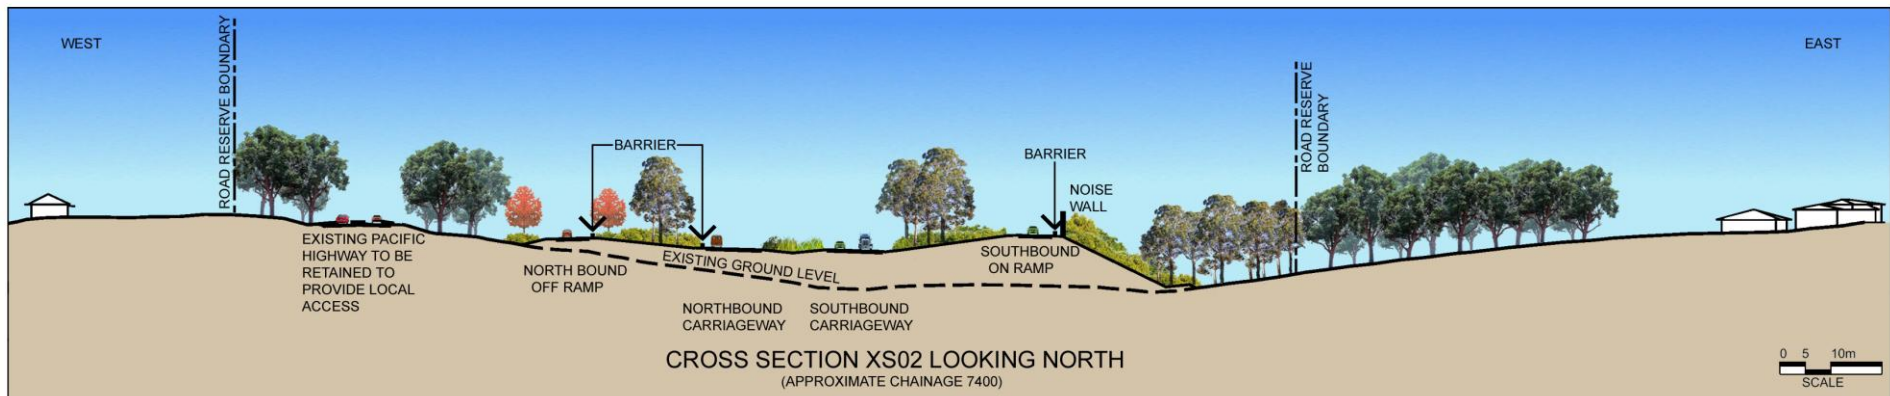 WEST
EAST
ROAD RESERVE BOUNDARY
ROAD RESERVE
BOUNDARY
BARRIER
BARRIER
NOISE
WALL
EXISTING PACIFIC
HIGHWAY TO BE
RETAINED TO
PROVIDE LOCAL
ACCESS
NORTH BOUND
OFF RAMP
EXISTING GROUND LEVEL
SOUTHBOUND
ON RAMP
NORTHBOUND
CARRIAGEWAY
SOUTHBOUND
CARRIAGEWAY
CROSS SECTION XS02 LOOKING NORTH
(APPROXIMATE CHAINAGE 7400)
0 5 10m
SCALE